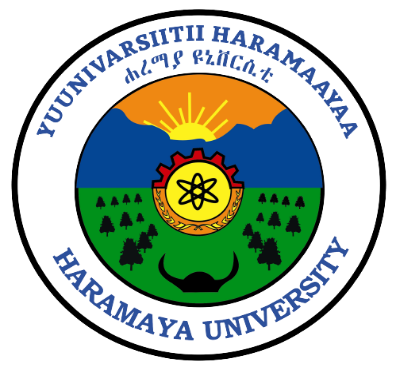 YUUNIVARSIITII HARAMAAYAA
ሐረማያ ዩኒቨርሲቲ
HARAMAYA UNIVERSITY